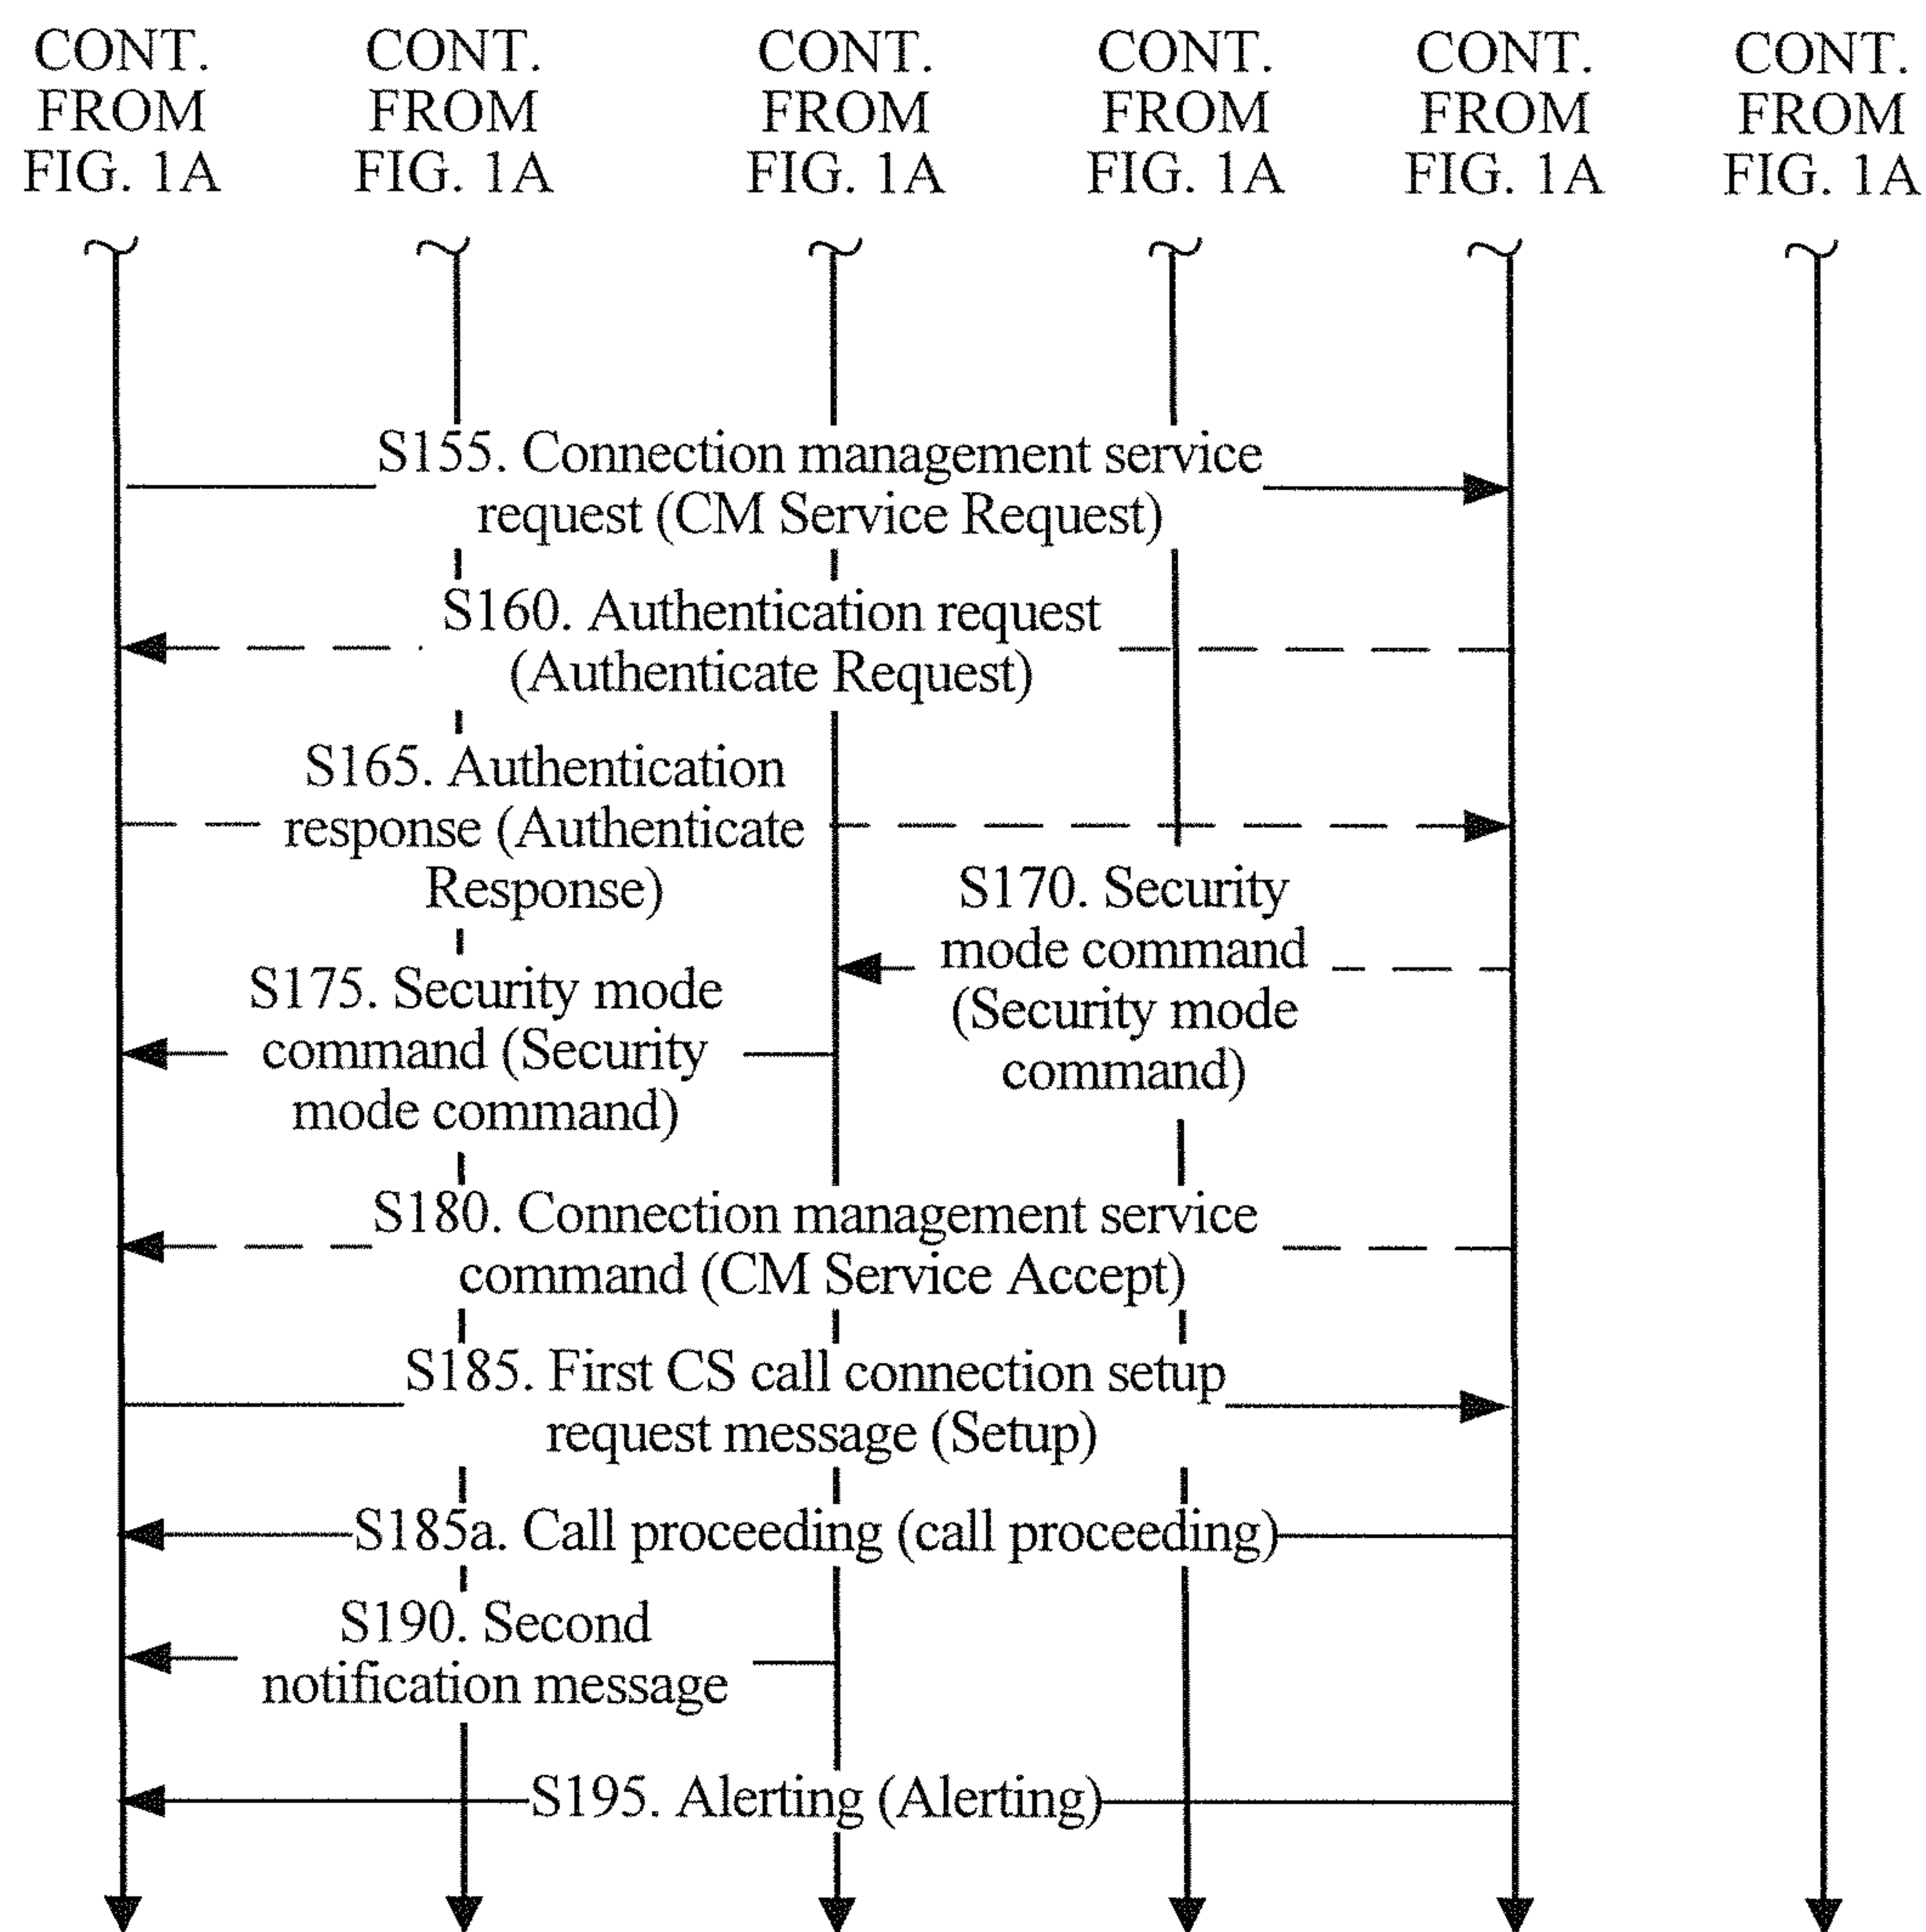 CONT.
FROM
FIG. 1A
CONT.
FROM
FIG. 1A
CONT.
FROM
FIG. 1A
CONT.
FROM
FIG. 1A
CONT.
FROM
FIG. 1A
CONT.
FROM
FIG. 1A
S155. Connection management service
request (CM Service Request)
S160. Authentication request
(Authenticate Request)
S165. Authentication
response (Authenticate
Response)
S170. Security
mode command
(Security mode
command)
S175. Security mode
command (Security
mode command)
S180. Connection management service
command (CM Service Accept)
S185. First CS call connection setup
request message (Setup)
S185a. Call proceeding (call proceeding)
S190. Second
notification message
S195. Alerting (Alerting)